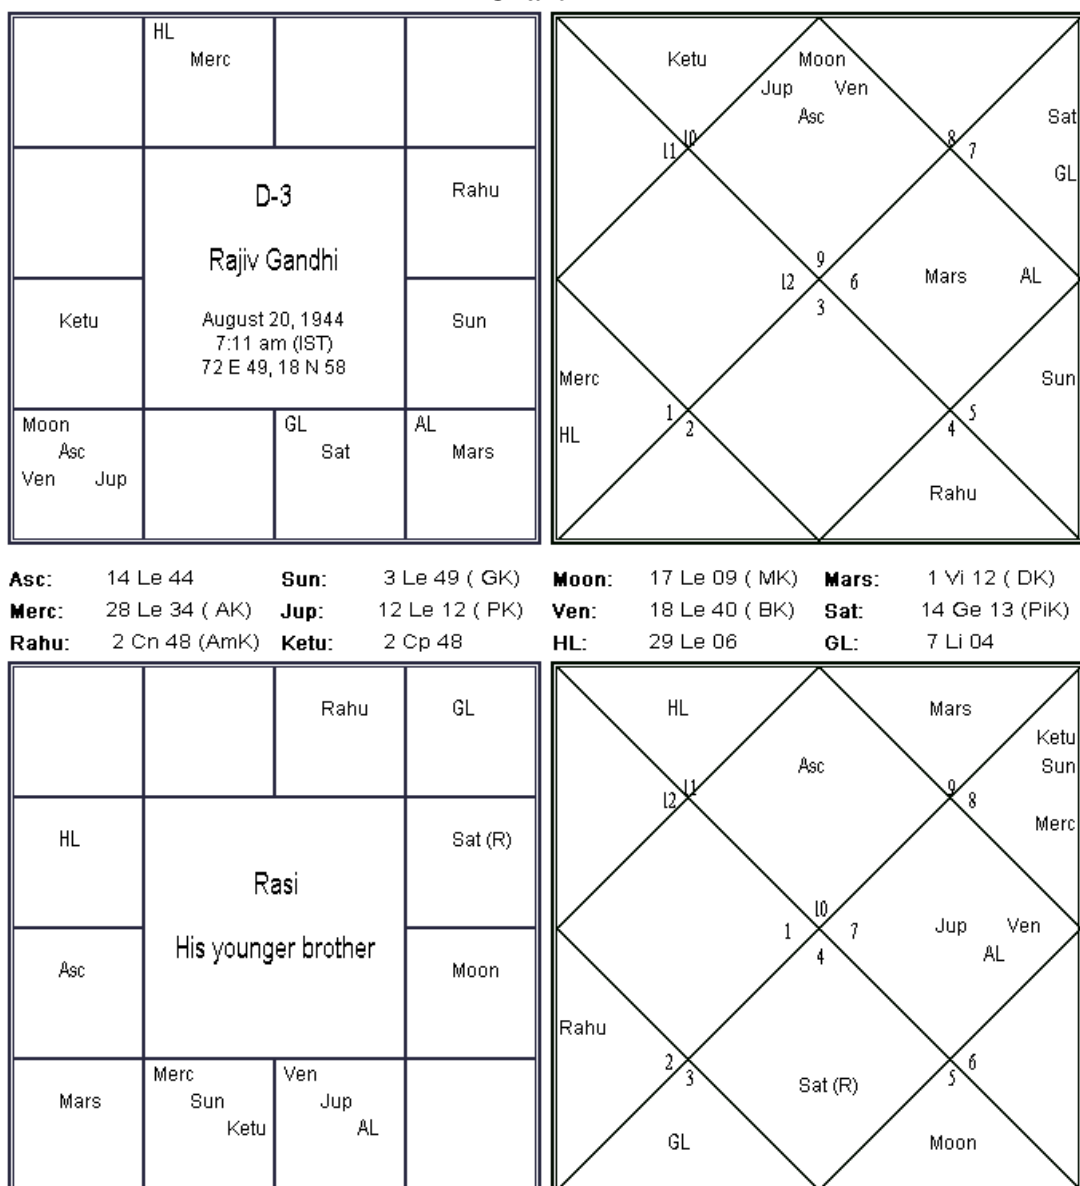 HL
Merc
Rahu
D-3
Rajiv Gandhi
August 20, 1944
7:11 am (IST)
72 E 49, 18 N 58
Ketu
Sun
Moon
Asc
Ven Jup
GL
Sat
AL
Mars
Ketu
Moon
Jup Ven
Asc
Sat
GL
10
11
8
7
9
12 6
3
Mars AL
Merc
HL
Sun
1
2
5
4
Rahu
Asc: 14 Le 44 Sun: 3 Le 49 ( GK) Moon: 17 Le 09 ( MK) Mars: 1 Vi 12 ( DK)
Merc: 28 Le 34 ( AK) Jup: 12 Le 12 ( PK) Ven: 18 Le 40 ( BK) Sat: 14 Ge 13 (PiK)
Rahu: 2 Cn 48 (AmK) Ketu: 2 Cp 48 HL: 29 Le 06 GL: 7 Li 04
Rahu GL
HL
Sat (R)
Rasi
His younger brother
Asc
Moon
Mars
Merc
Sun
Ketu
Ven
Jup
AL
HL
Mars
Asc
Ketu
Sun
Merc
11
12
9
8
10
1 7
4
Jup Ven
AL
Rahu
2
3
6
5
Sat (R)
GL
Moon